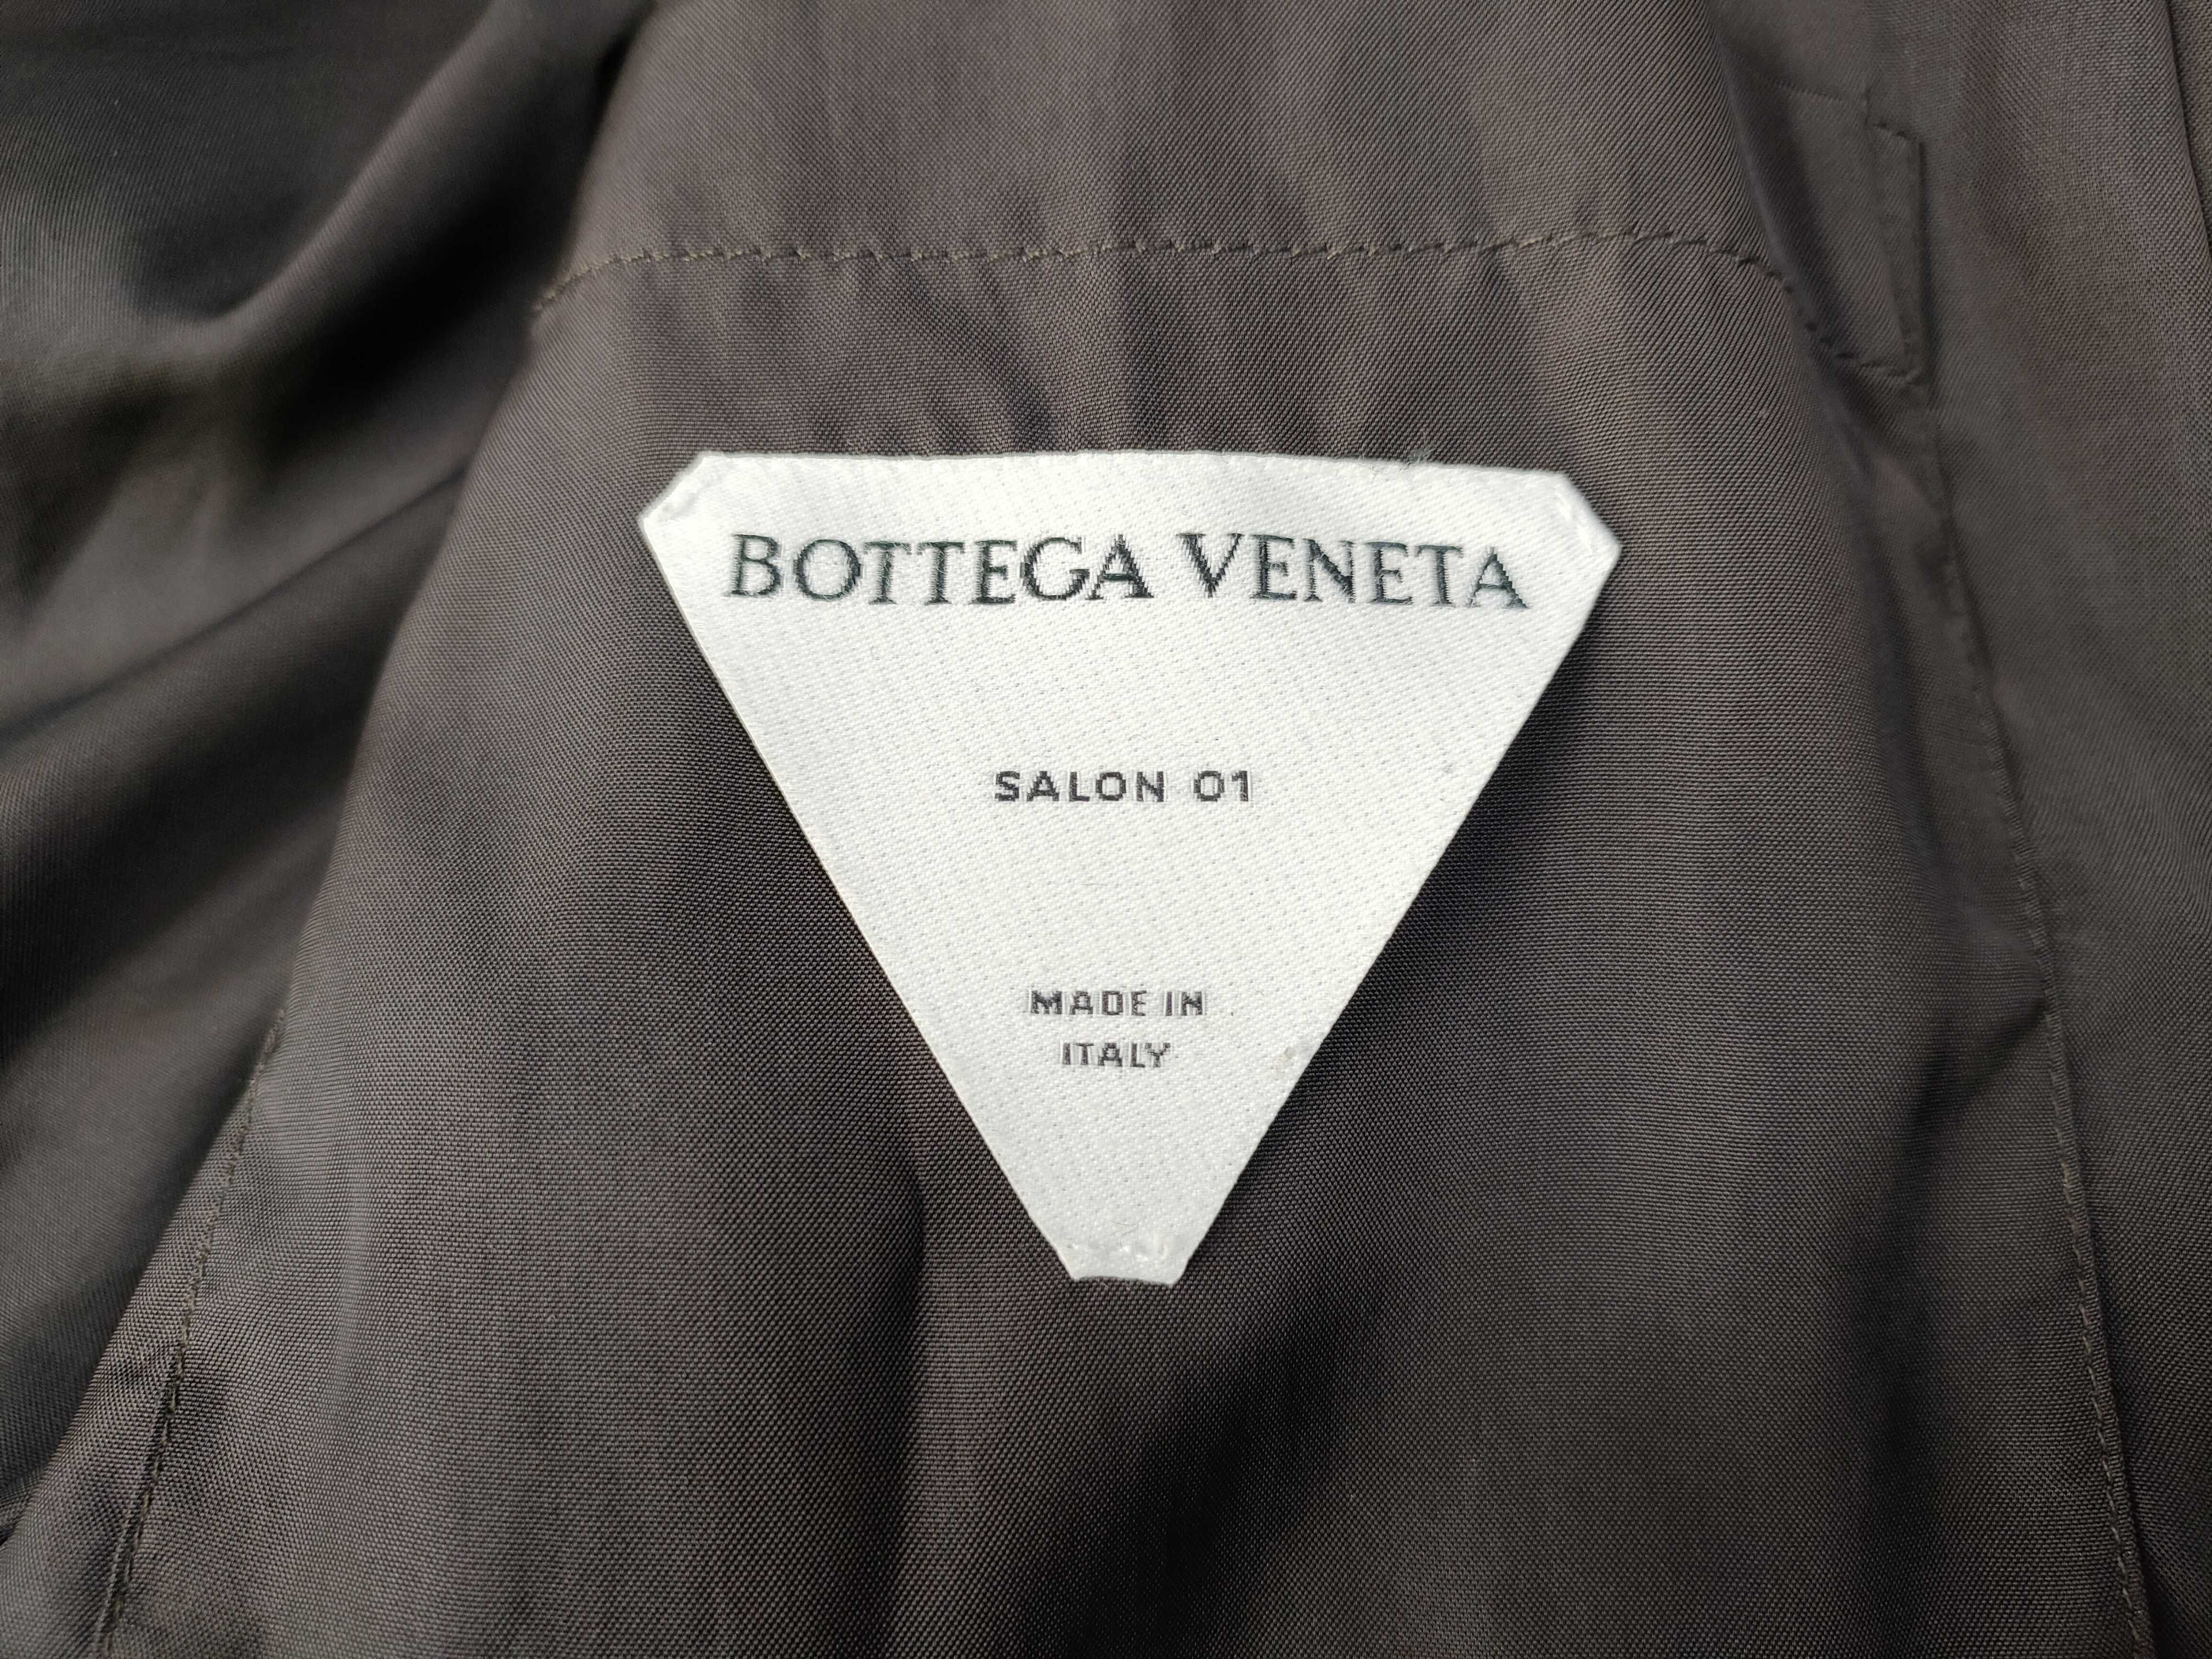 BOTTEGA VENETA
SALON 01
MADE IN
ITALY